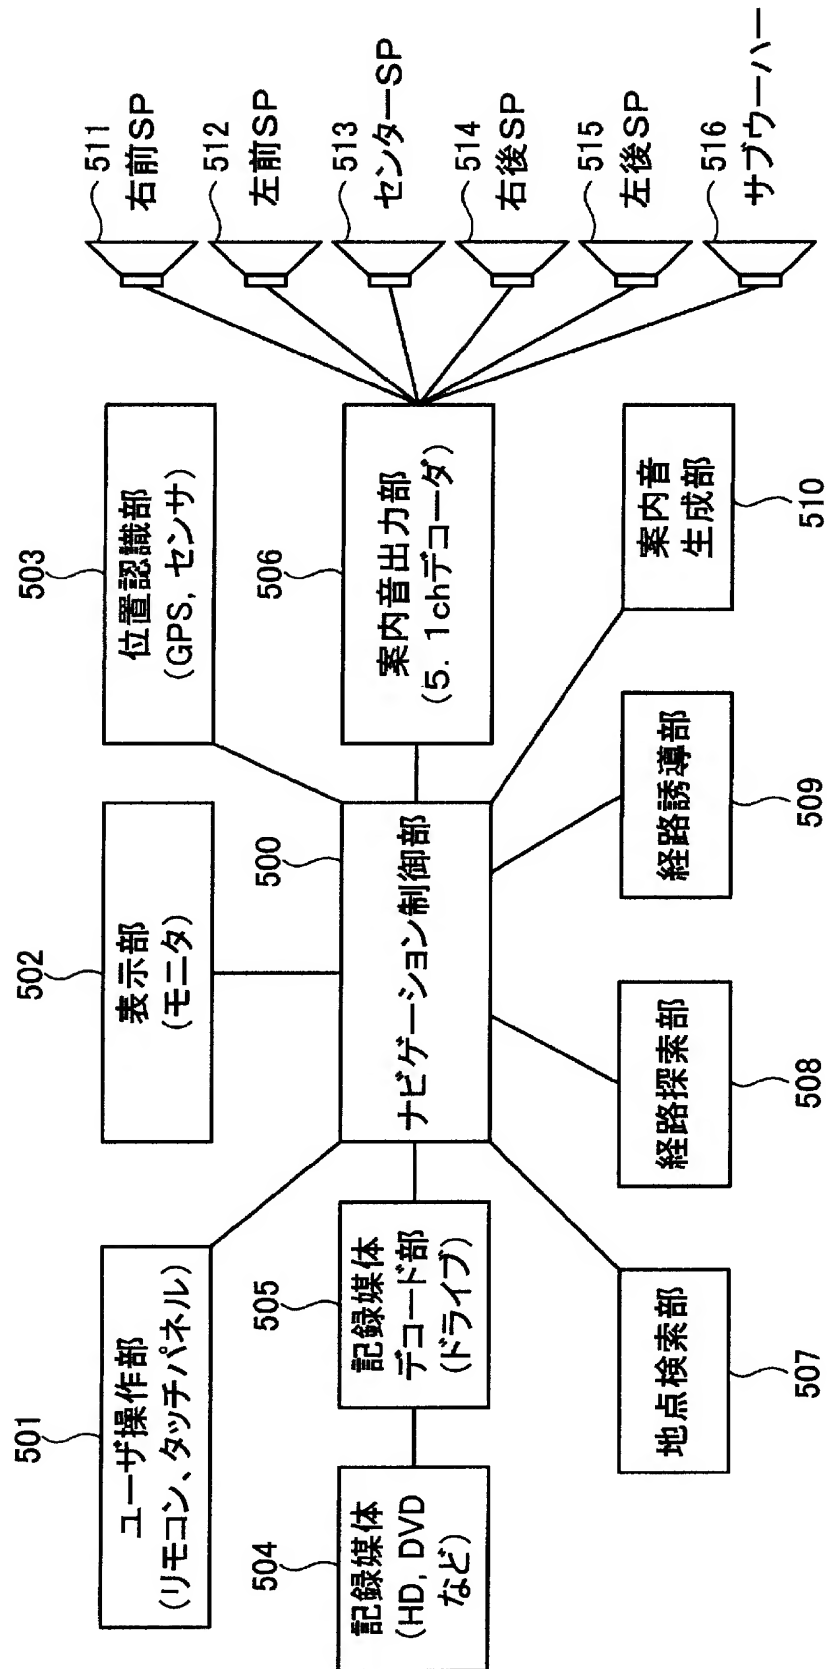 501
ユーザ操作部
(リモコン、タッチパネル)
502
表示部
(モニタ)
503
位置認識部
(GPS, センサ)
504
記録媒体
(HD, DVD
など)
505
記録媒体
デコード部
(ドライブ)
500
ナビゲーション制御部
506
案内音出力部
(5. 1chデコーダ)
507
地点検索部
508
経路探索部
509
経路誘導部
510
案内音
生成部
511
右前SP
512
左前SP
513
センターSP
514
右後SP
515
左後SP
516
サブウーハー